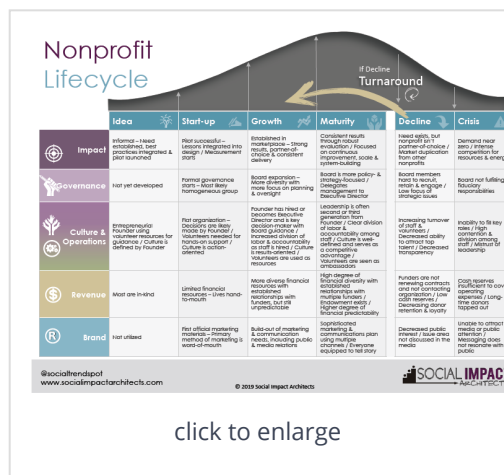 Nonprofit
Lifecycle
If Decline
Turnaround
Idea Start-up Growth Maturity Decline Crisis
Impact
Informal – Need
established, best
practices integrated &
pilot launched
Pilot successful –
Lessons integrated into
design / Measurement
starts
Established in
marketplace – Strong
results, partner-of-
choice & consistent
delivery
Consistent results
through robust
evaluation / Focused
on continuous
improvement, scale &
system-building
Need exists, but
nonprofit isn't
partner-of-choice /
Market duplication
from other
nonprofits
Demand near
zero / Intense
competition for
resources & energ
Governance
Not yet developed
Formal governance
starts – Most likely
homogeneous group
Board expansion –
More diversity with
more focus on planning
& oversight
Board is more policy- &
strategy-focused /
Delegates
management to
Executive Director
Board members
hard to recruit,
retain & engage /
Low focus of
strategic issues
Board not fulfilling
fiduciary
responsibilities
Culture &
Operations
Entrepreneurial
Founder using
volunteer resources for
guidance / Culture is
defined by Founder
Flat organization –
Decisions are likely
made by Founder /
Volunteers needed for
hands-on support /
Culture is action-
oriented
Founder has hired or
becomes Executive
Director and is key
decision-maker with
Board guidance /
Increased division of
labor & accountability
as staff is hired / Culture
is results-oriented /
Volunteers are used as
resources
Leadership is often
second or third
generation from
Founder / Clear division
of labor &
accountability among
staff / Culture is well-
defined and serves as
a competitive
advantage /
Volunteers are seen as
ambassadors
Increasing turnover
of staff &
volunteers /
Decreased ability
to attract top
talent / Decreased
transparency
Inability to fill key
roles / High
contention &
division among
staff / Mistrust of
leadership
Revenue
Most are in-kind
Limited financial
resources – Lives hand-
to-mouth
More diverse financial
resources with
established
relationships with
funders, but still
unpredictable
High degree of
financial diversity with
established
relationships with
multiple funders /
Endowment exists /
Higher degree of
financial predictability
Funders are not
renewing contracts
and not contacting
organization / Low
cash reserves /
Decreasing donor
retention & loyalty
Cash reserves
insufficient to cov
operating
expenses / Long-
time donors
tapped out
Brand
Not utilized
First official marketing
materials – Primary
method of marketing is
word-of-mouth
Build-out of marketing
& communication
needs, including public
& media relations
Sophisticated
marketing &
communications plan
using multiple
channels / Everyone
equipped to tell story
Decreased public
interest / Issue area
not discussed in the
media
Unable to attract
media or public
attention /
Messaging does
not resonate with
public
@socialtrendspot
www.socialimpactarchitects.com
© 2019 Social Impact Architects
SOCIAL IMPAC
ARCHITECT
click to enlarge